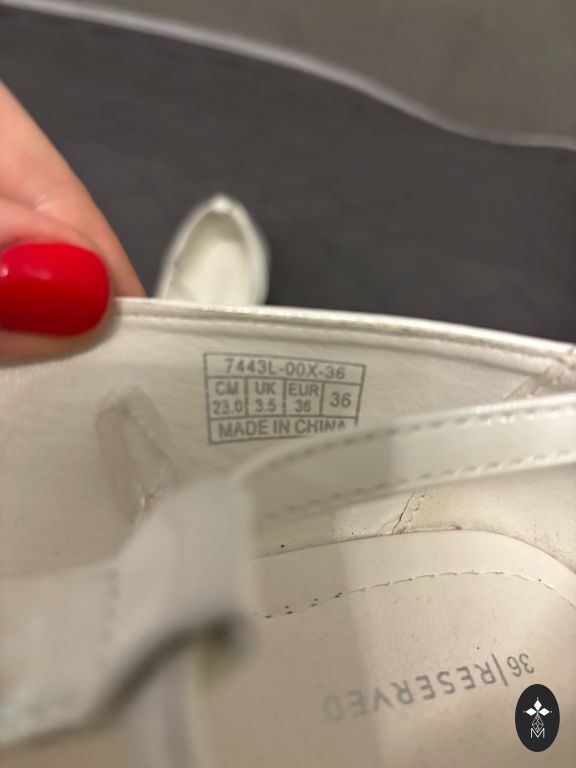 7443L-00X-36
CM UK EUR 36
23.0 3.5 36
MADE IN CHINA
36|RESERVED
M